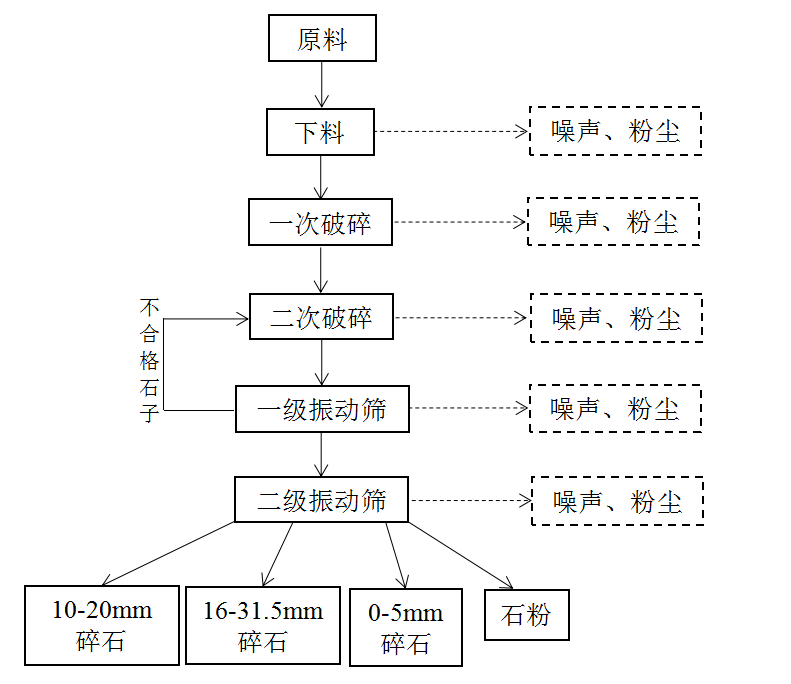 原料
下料
噪声、粉尘
一次破碎
噪声、粉尘
不合格石子
二次破碎
噪声、粉尘
一级振动筛
噪声、粉尘
二级振动筛
噪声、粉尘
10-20mm
碎石
16-31.5mm
碎石
0-5mm
碎石
石粉